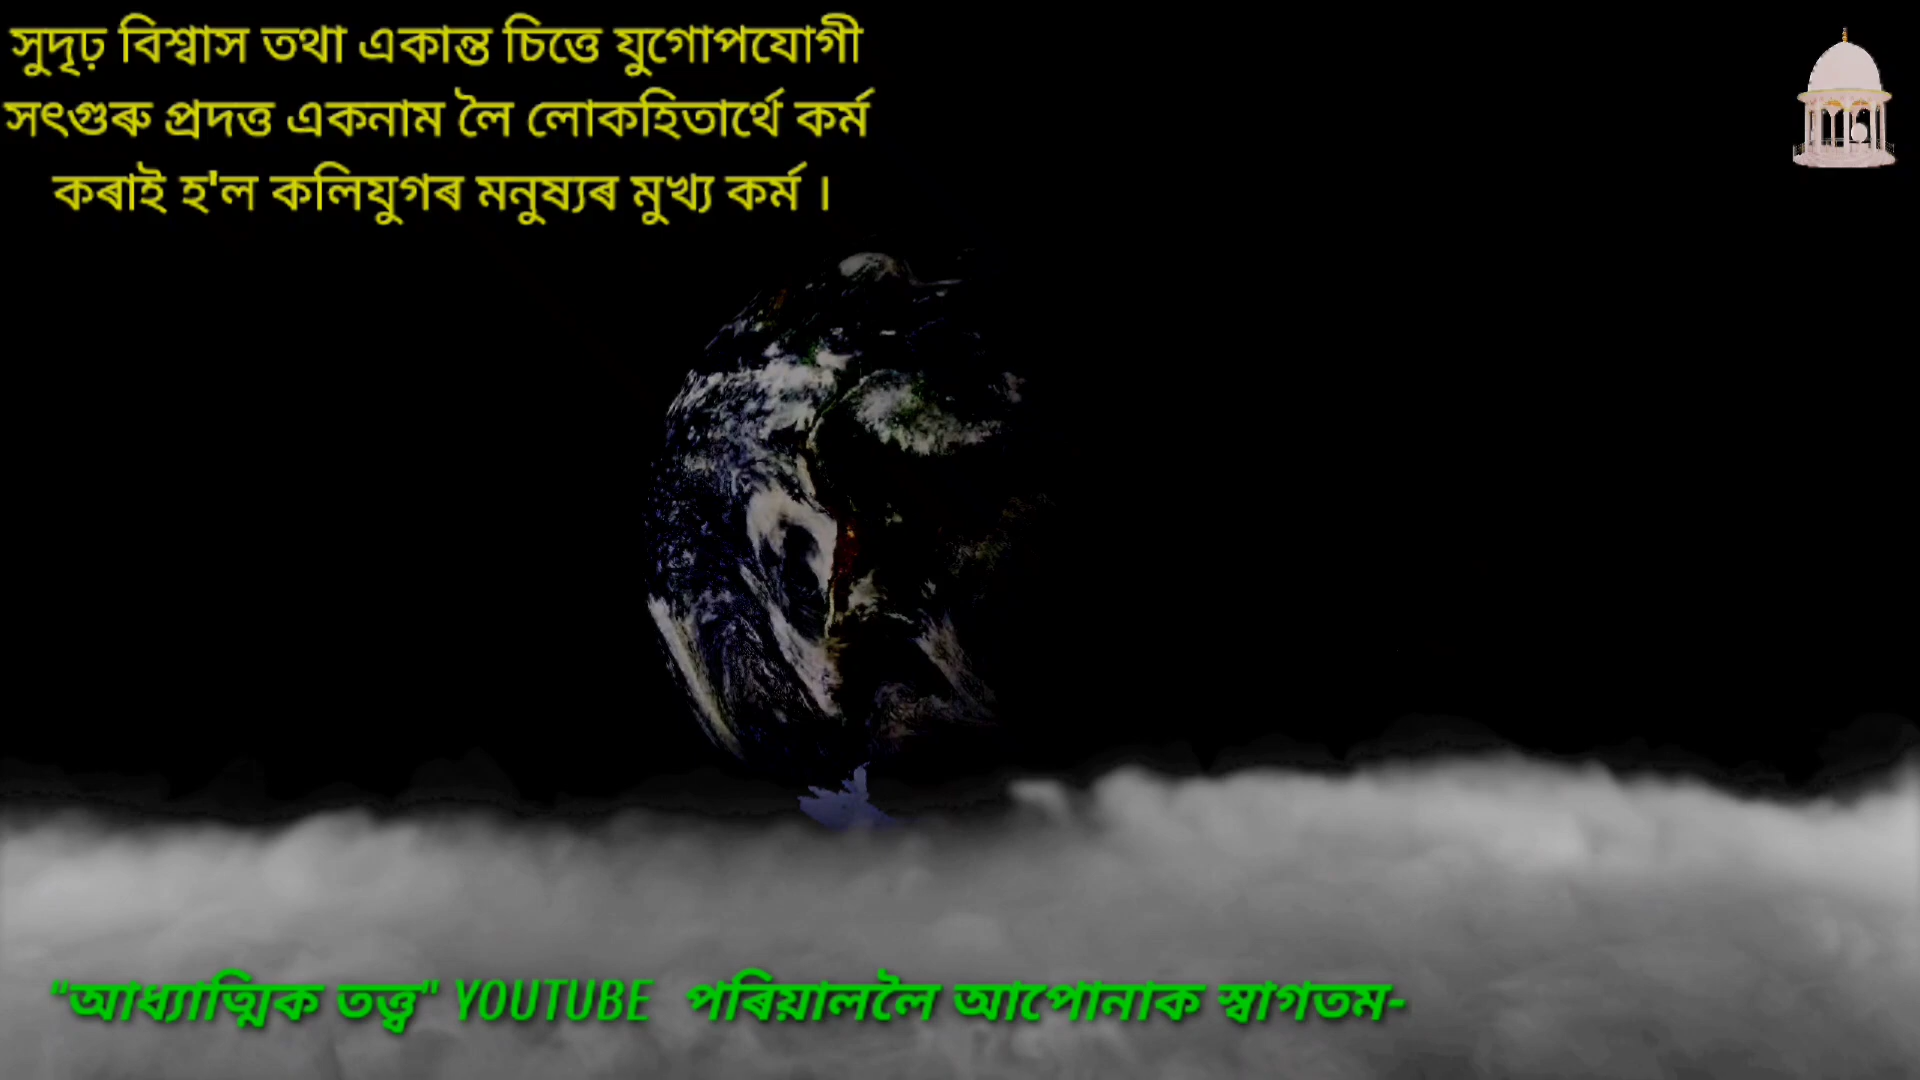 সুদৃঢ় বিশ্বাস তথা একান্ত চিত্তে যুগোপযোগী
সৎগুৰু প্ৰদত্ত একনাম লৈ লোকহিতাৰ্থে কৰ্ম
কৰাই হ'ল কলিযুগৰ মনুষ্যৰ মুখ্য কৰ্ম ।
"আধ্যাত্মিক তত্ত্ব" YOUTUBE পৰিয়াললৈ আপোনাক স্বাগতম-